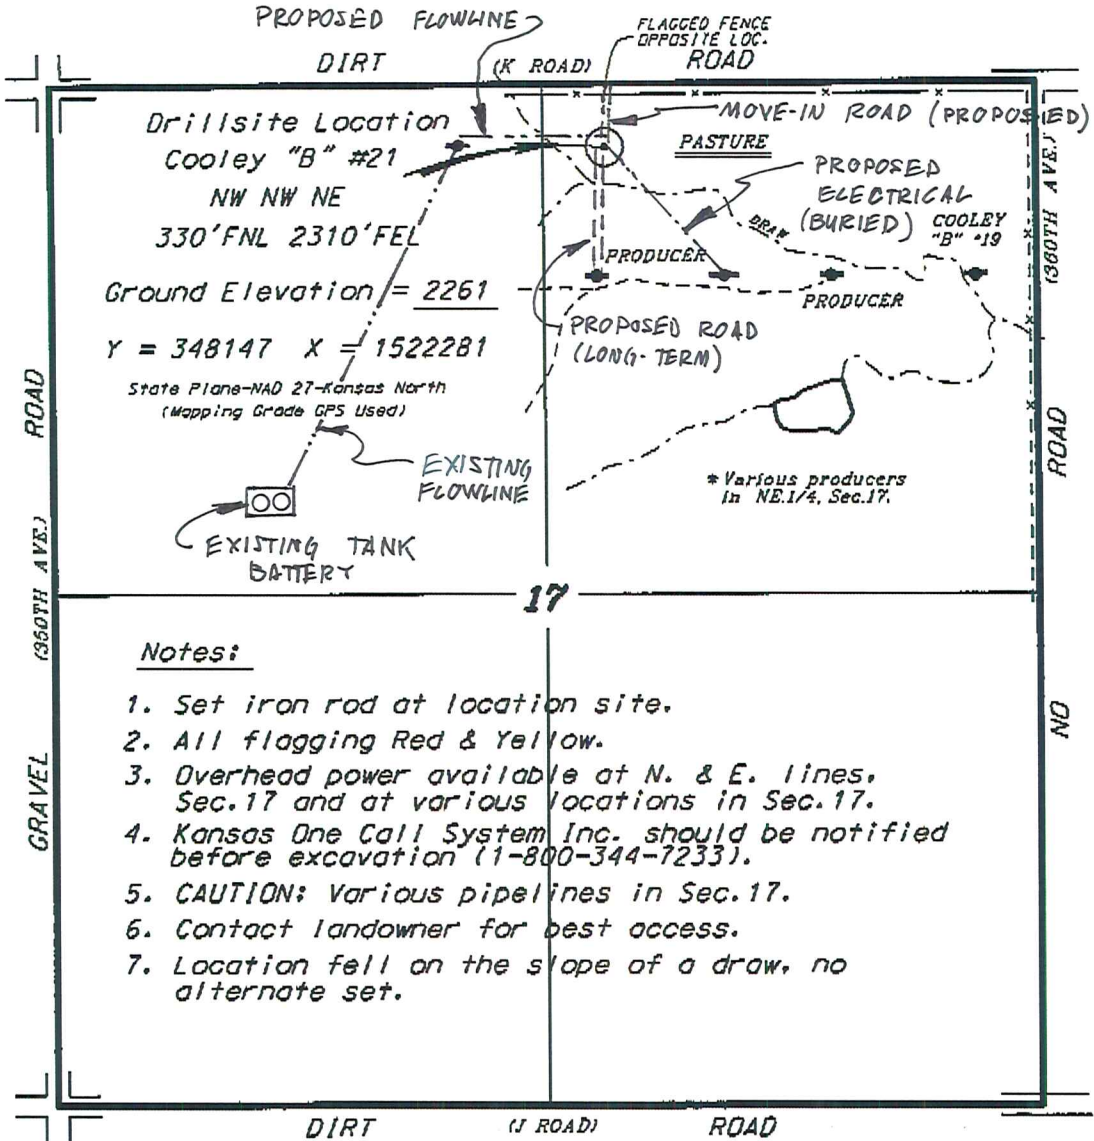 PROPOSED FLOWLINE
FLAGGED FENCE
OPPOSITE LOC.
DIRT (K ROAD) ROAD
Drillsite Location
Cooley "B" #21
NW NW NE
330'FNL 2310'FEL
Ground Elevation = 2261
Y = 348147 X = 1522281
State Plane-NAD 27-Kansas North
(Mapping Grade GPS Used)
MOVE-IN ROAD (PROPOSED)
PASTURE
PROPOSED
ELECTRICAL
(BURIED)
DRAW
COOLEY
"B" #19
PRODUCER
PRODUCER
PROPOSED ROAD
(LONG-TERM)
EXISTING
FLOWLINE
* Various producers
in NE.1/4, Sec.17.
EXISTING TANK
BATTERY
17
(360TH AVE.)
ROAD
NO
ROAD
(350TH AVE.)
GRAVEL
Notes:
1. Set iron rod at location site.
2. All flagging Red & Yellow.
3. Overhead power available at N. & E. lines,
Sec.17 and at various locations in Sec.17.
4. Kansas One Call System Inc. should be notified
before excavation (1-800-344-7233).
5. CAUTION: Various pipelines in Sec.17.
6. Contact landowner for best access.
7. Location fell on the slope of a draw, no
alternate set.
DIRT (J ROAD) ROAD